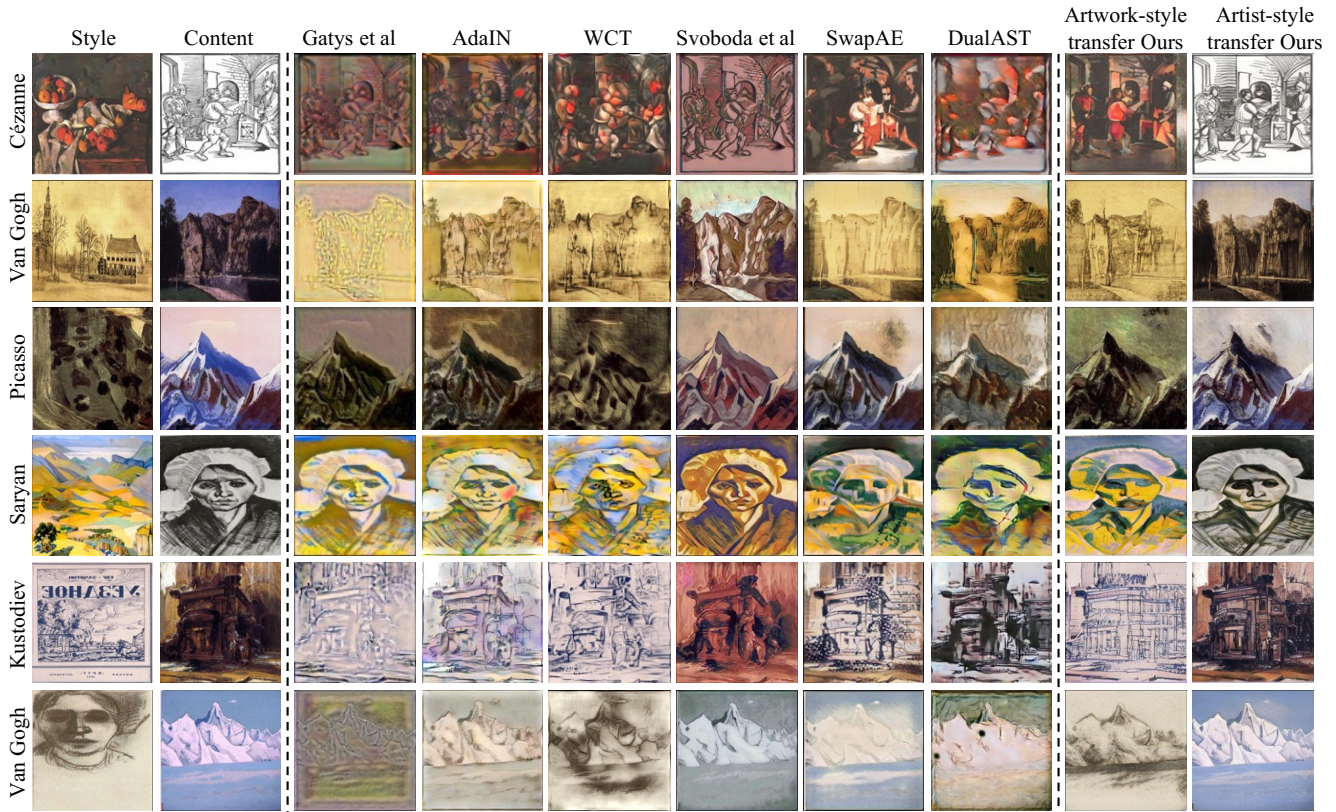 Style Content Gatys et al AdaIN WCT Svoboda et al SwapAE DualAST Artwork-style transfer Ours Artist-style transfer Ours
Cézanne
Van Gogh
Picasso
Saryan
Kustodiev
Van Gogh